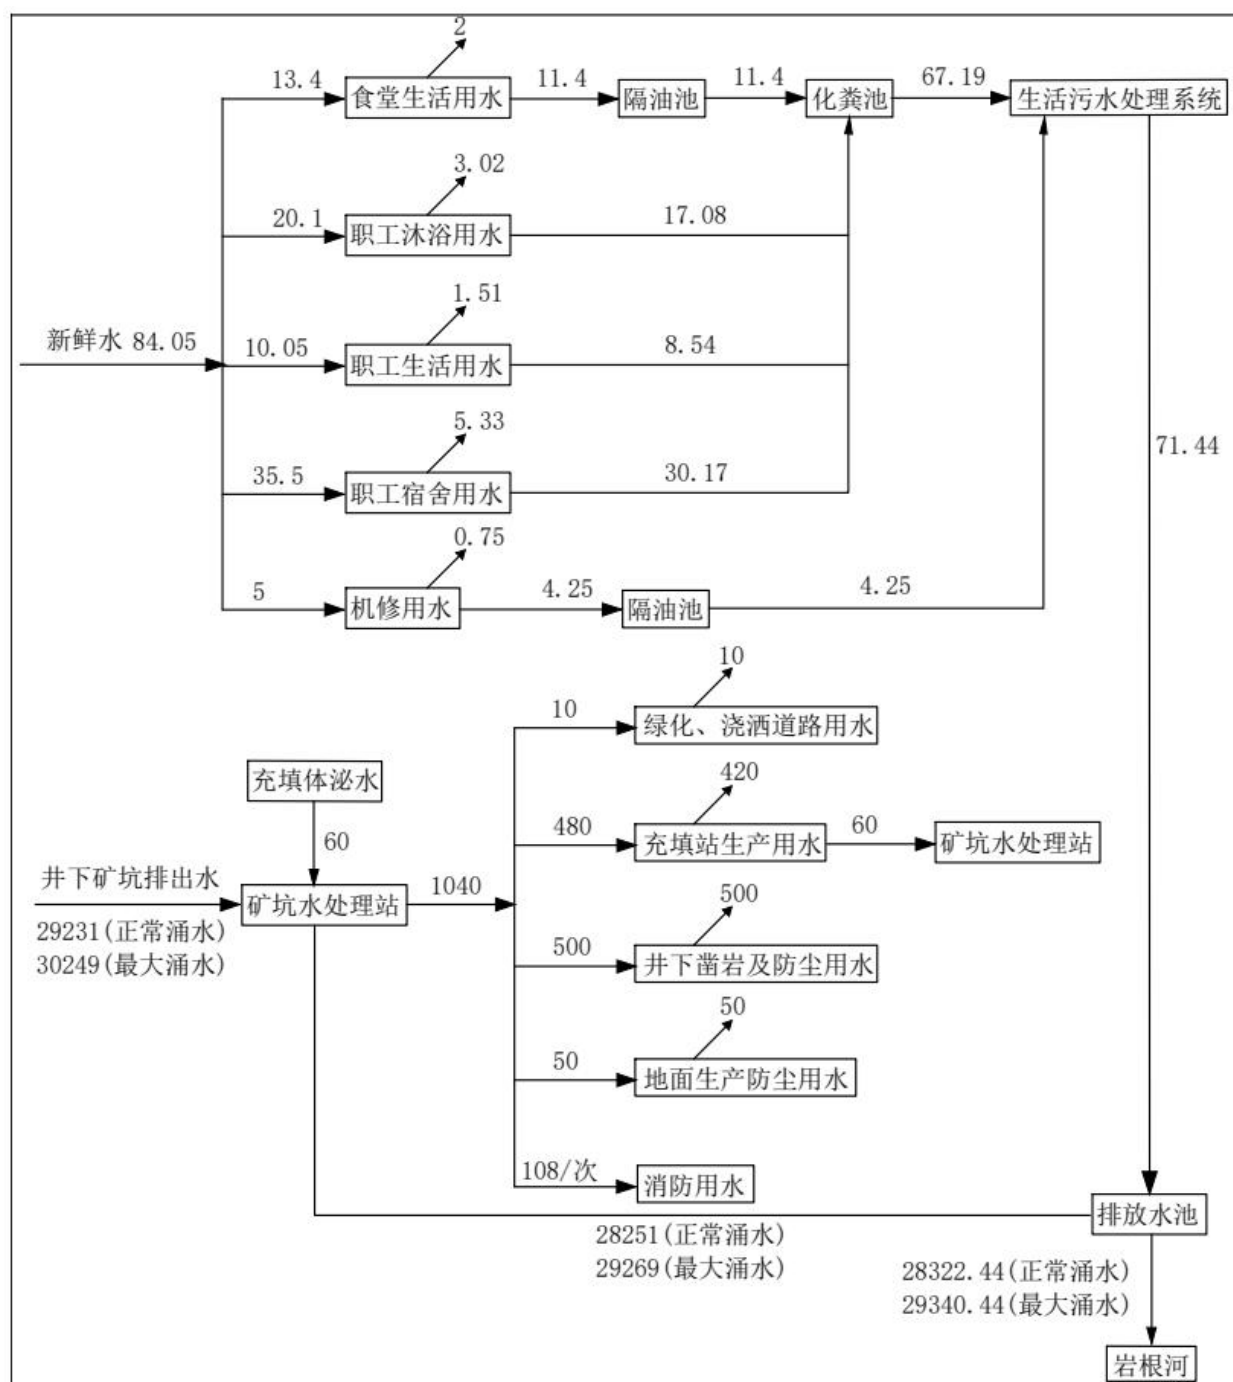 2
13.4
食堂生活用水
11.4
隔油池
11.4
化粪池
67.19
生活污水处理系统
3.02
20.1
职工沐浴用水
17.08
1.51
新鲜水 84.05
10.05
职工生活用水
8.54
5.33
35.5
职工宿舍用水
30.17
71.44
0.75
5
机修用水
4.25
隔油池
4.25
10
10
绿化、浇洒道路用水
充填体泌水
60
420
480
充填站生产用水
60
矿坑水处理站
井下矿坑排出水
29231(正常涌水)
30249(最大涌水)
矿坑水处理站
1040
500
500
井下凿岩及防尘用水
50
50
地面生产防尘用水
108/次
消防用水
28251(正常涌水)
29269(最大涌水)
排放水池
28322.44(正常涌水)
29340.44(最大涌水)
岩根河